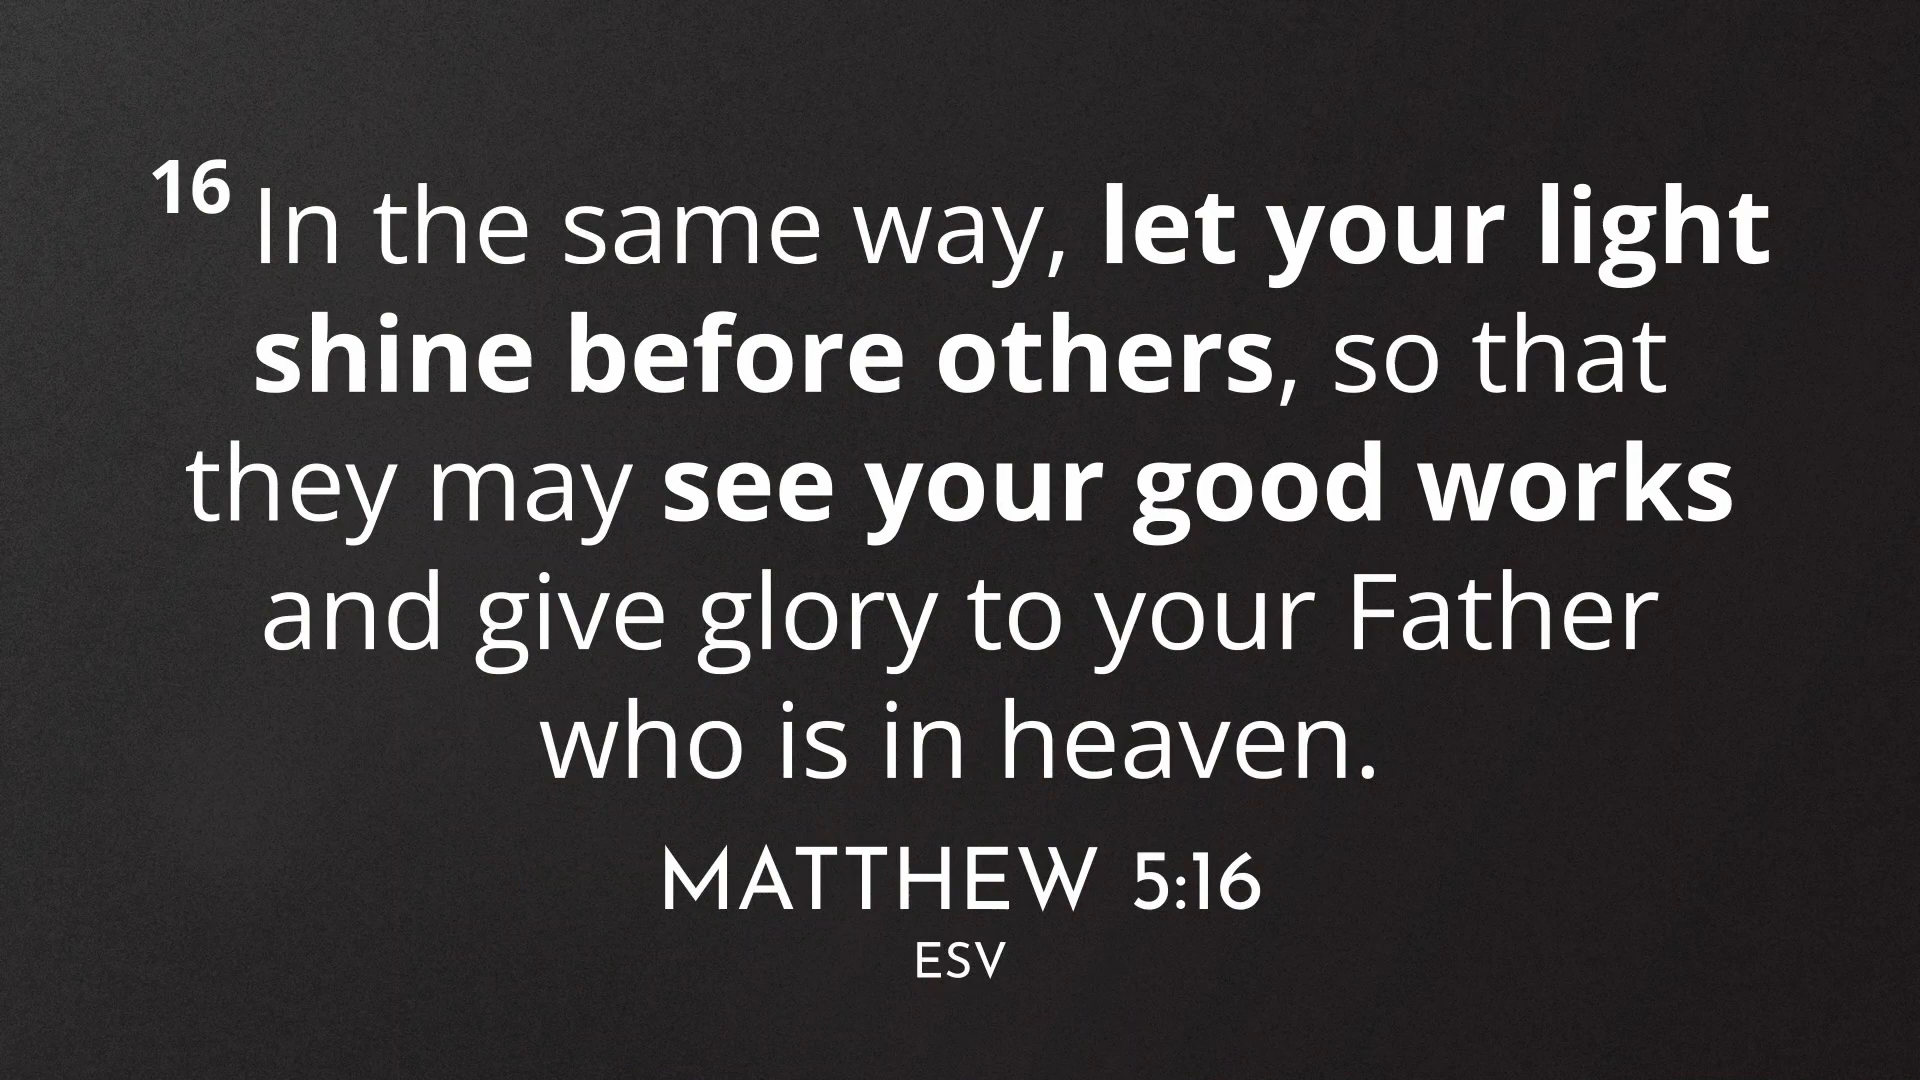 16 In the same way, let your light
shine before others, so that
they may see your good works
and give glory to your Father
who is in heaven.
MATTHEW 5:16
ESV